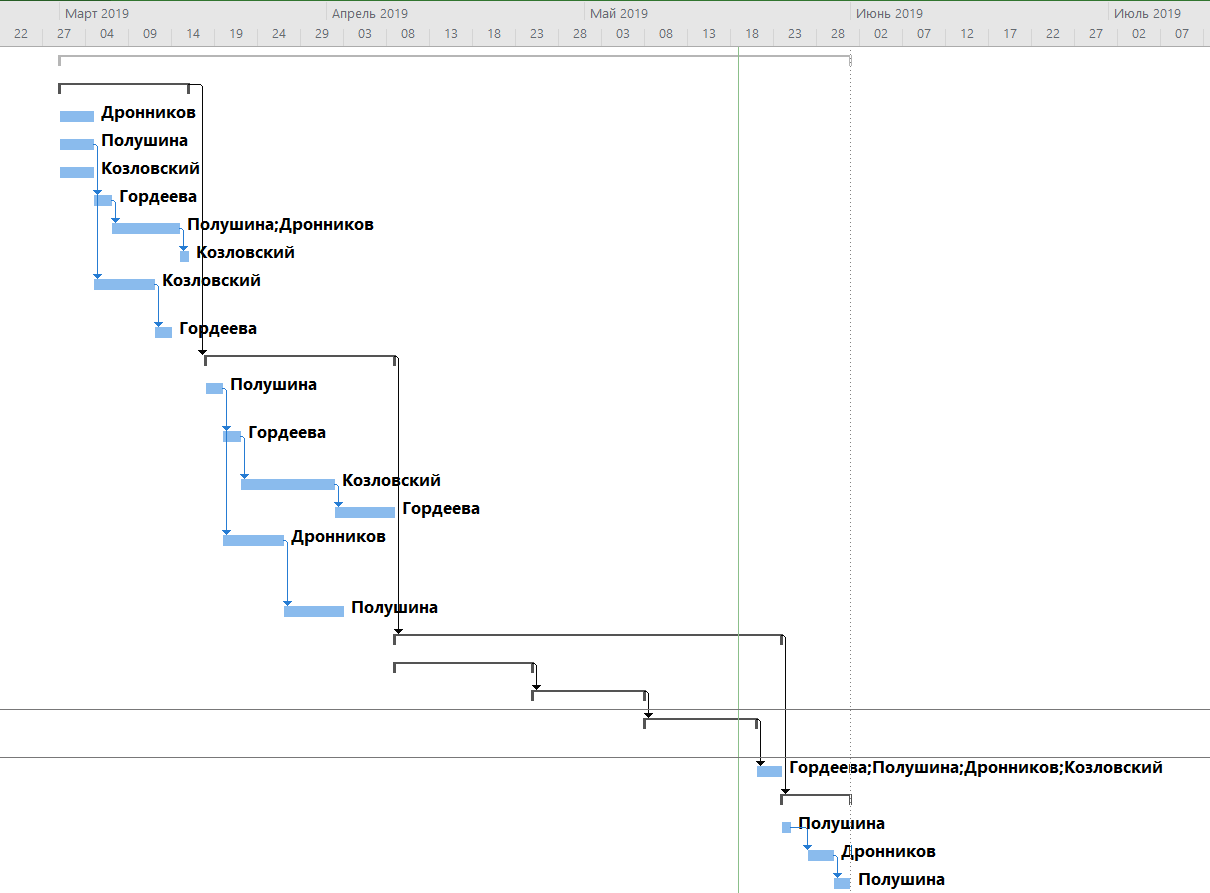 Март 2019 Апрель 2019 Май 2019 Июнь 2019 Июль 2019
22 27 04 09 14 19 24 29 03 08 13 18 23 28 03 08 13 18 23 28 02 07 12 17 22 27 02 07
Дронников
Полушина
Козловский
Гордеева
Полушина;Дронников
Козловский
Козловский
Гордеева
Полушина
Гордеева
Козловский
Гордеева
Дронников
Полушина
Гордеева;Полушина;Дронников;Козловский
Полушина
Дронников
Полушина